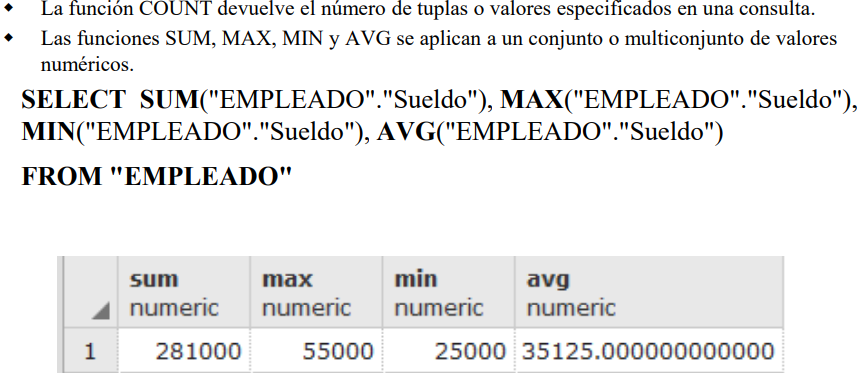 ◆ La función COUNT devuelve el número de tuplas o valores especificados en una consulta.
◆ Las funciones SUM, MAX, MIN y AVG se aplican a un conjunto o multiconjunto de valores
numéricos.
SELECT SUM("EMPLEADO"."Sueldo"), MAX("EMPLEADO"."Sueldo"),
MIN("EMPLEADO"."Sueldo"), AVG("EMPLEADO"."Sueldo")
FROM "EMPLEADO"
sum max min avg
numeric numeric numeric numeric
1 281000 55000 25000 35125.000000000000